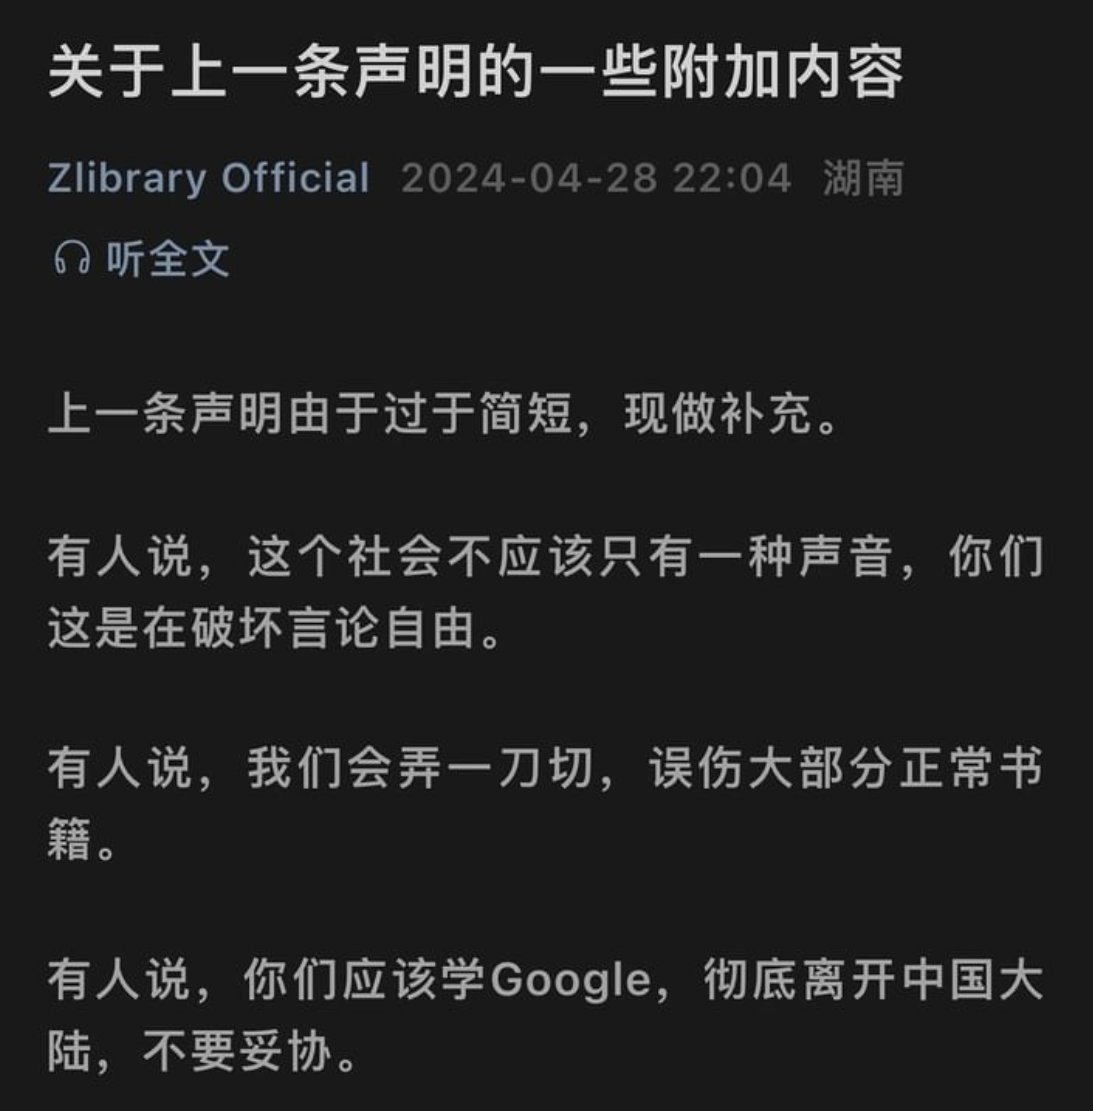 关于上一条声明的一些附加内容
Zlibrary Official 2024-04-28 22:04 湖南
听全文
上一条声明由于过于简短，现做补充。
有人说，这个社会不应该只有一种声音，你们
这是在破坏言论自由。
有人说，我们会弄一刀切，误伤大部分正常书
籍。
有人说，你们应该学Google，彻底离开中国大
陆，不要妥协。